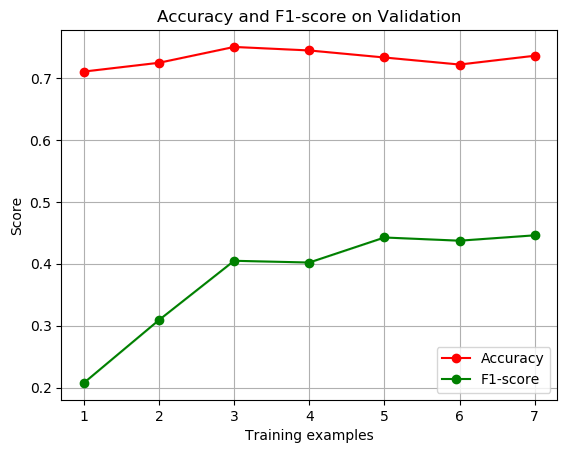 Accuracy and F1-score on Validation
Score
0.7
0.6
0.5
0.4
0.3
0.2
1 2 3 4 5 6 7
Training examples
Accuracy
F1-score